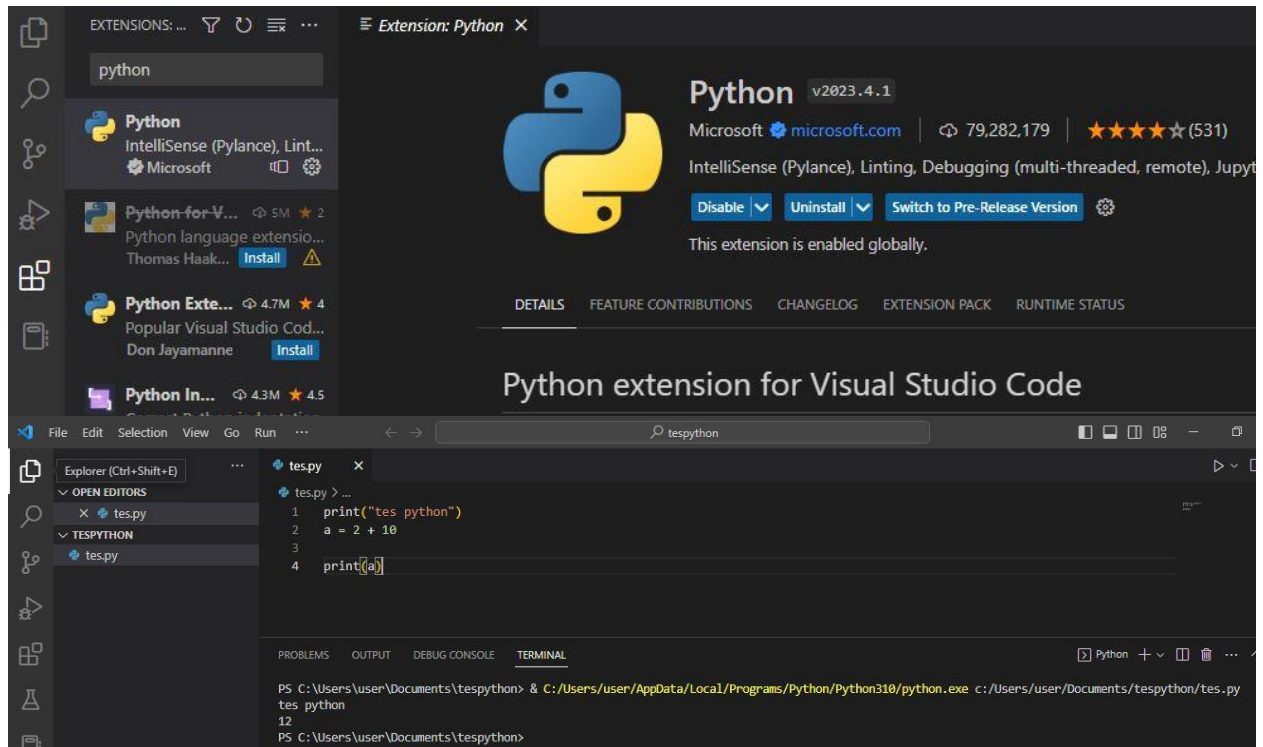 EXTENSIONS: ...
python
Python
IntelliSense (Pylance), Lint...
Microsoft
Python for V... 5M ★ 2
Python language extensio...
Thomas Haak... Install
Python Exte... 4.7M ★ 4
Popular Visual Studio Cod...
Don Jayamanne Install
Python In... 4.3M ★ 4.5
Extension: Python
Python v2023.4.1
Microsoft microsoft.com 79,282,179 ★★★★☆(531)
IntelliSense (Pylance), Linting, Debugging (multi-threaded, remote), Jupyt
Disable Uninstall Switch to Pre-Release Version
This extension is enabled globally.
DETAILS FEATURE CONTRIBUTIONS CHANGELOG EXTENSION PACK RUNTIME STATUS
Python extension for Visual Studio Code
File Edit Selection View Go Run ... tespython
Explorer (Ctrl+Shift+E) ...
OPEN EDITORS
tes.py
TESPYTHON
tes.py
tes.py
tes.py > ...
1 print("tes python")
2 a = 2 + 10
3
4 print(a)
PROBLEMS OUTPUT DEBUG CONSOLE TERMINAL Python
PS C:\Users\user\Documents\tespython> & C:/Users/user/AppData/Local/Programs/Python/Python310/python.exe c:/Users/user/Documents/tespython/tes.py
tes python
12
PS C:\Users\user\Documents\tespython>